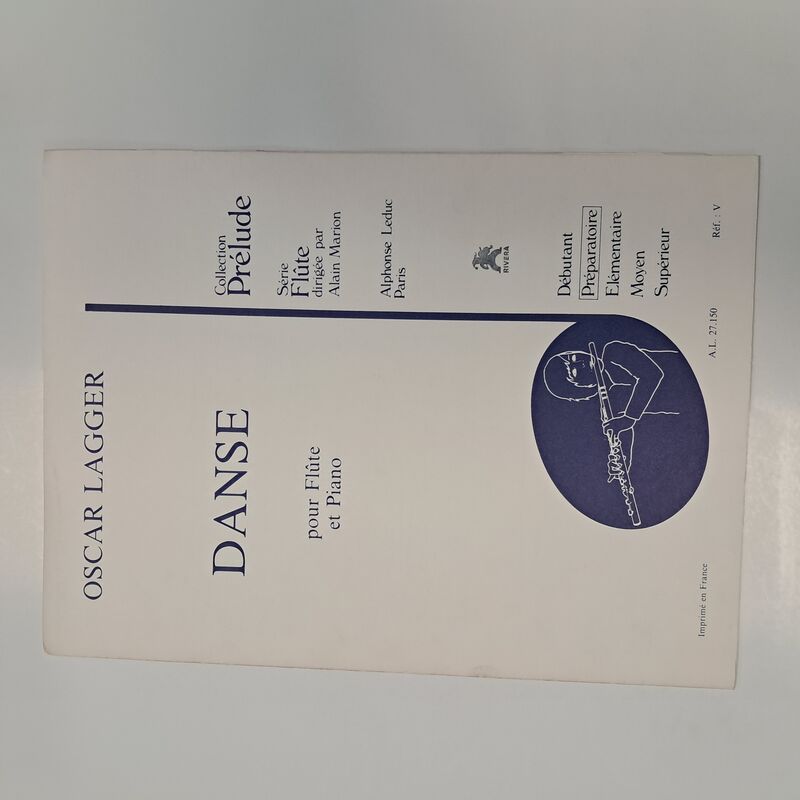 OSCAR LAGGER
DANSE
pour Flûte
et Piano
Collection
Prélude
Série
Flûte
dirigée par
Alain Marion
Alphonse Leduc
Paris
RIVERA
Débutant
Préparatoire
Elémentaire
Moyen
Supérieur
Imprimé en France
A.L. 27.150
Réf. : V